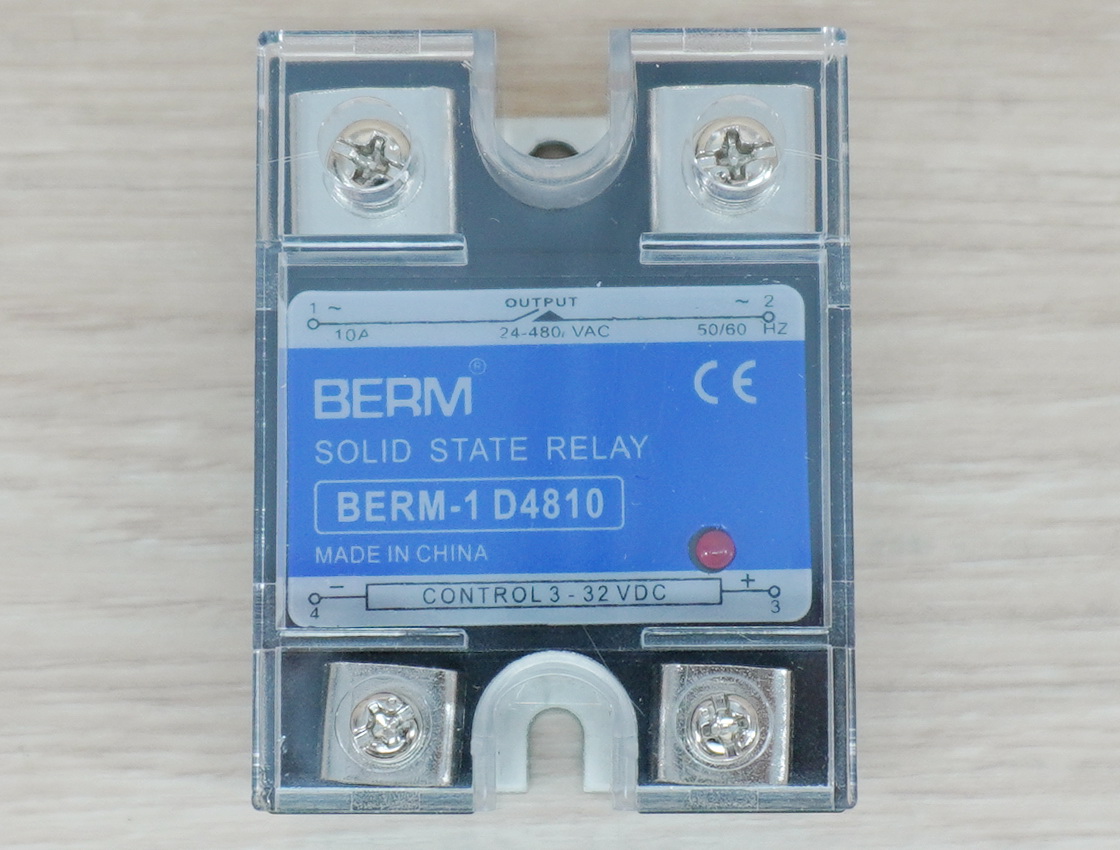 OUTPUT
1 ~ ~ 2
10A 24-480 VAC 50/60 HZ
BERM ®
CE
SOLID STATE RELAY
BERM-1 D4810
MADE IN CHINA
− CONTROL 3 - 32 VDC +
4 3